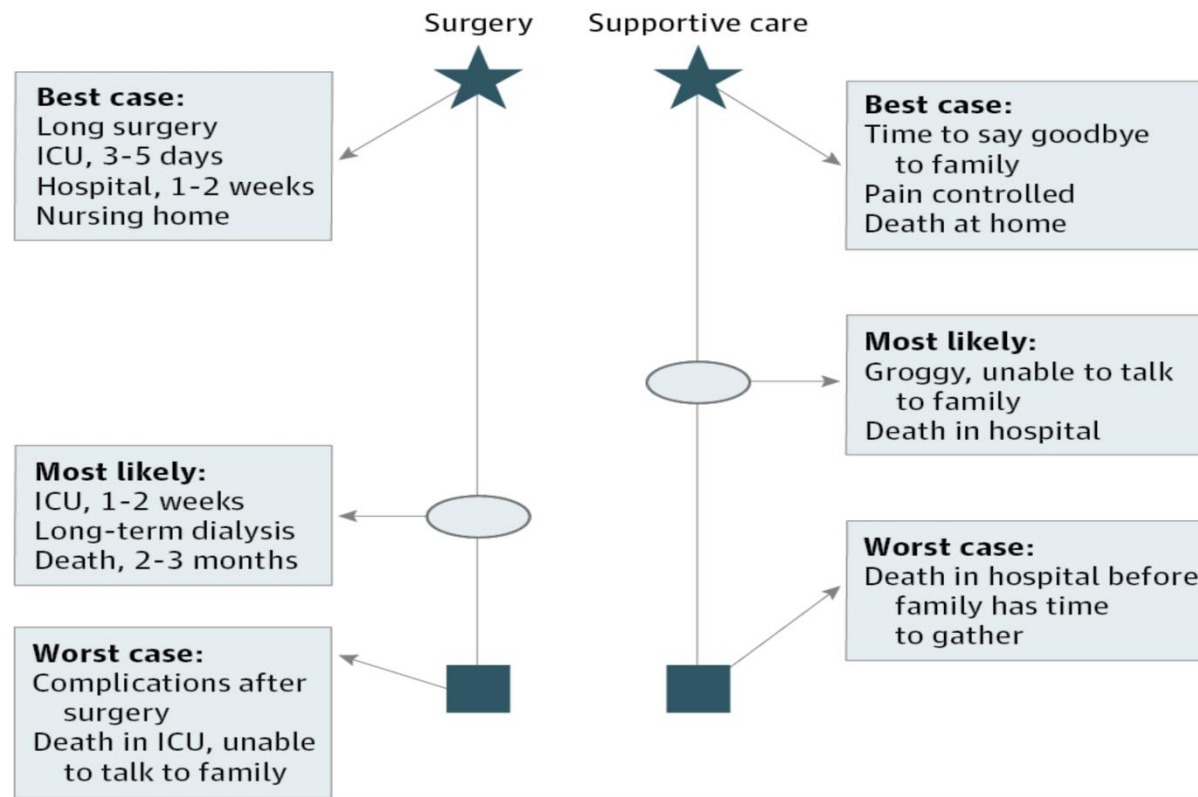 Surgery
Supportive care
Best case:
Long surgery
ICU, 3-5 days
Hospital, 1-2 weeks
Nursing home
Best case:
Time to say goodbye
to family
Pain controlled
Death at home
Most likely:
Groggy, unable to talk
to family
Death in hospital
Most likely:
ICU, 1-2 weeks
Long-term dialysis
Death, 2-3 months
Worst case:
Death in hospital before
family has time
to gather
Worst case:
Complications after
surgery
Death in ICU, unable
to talk to family